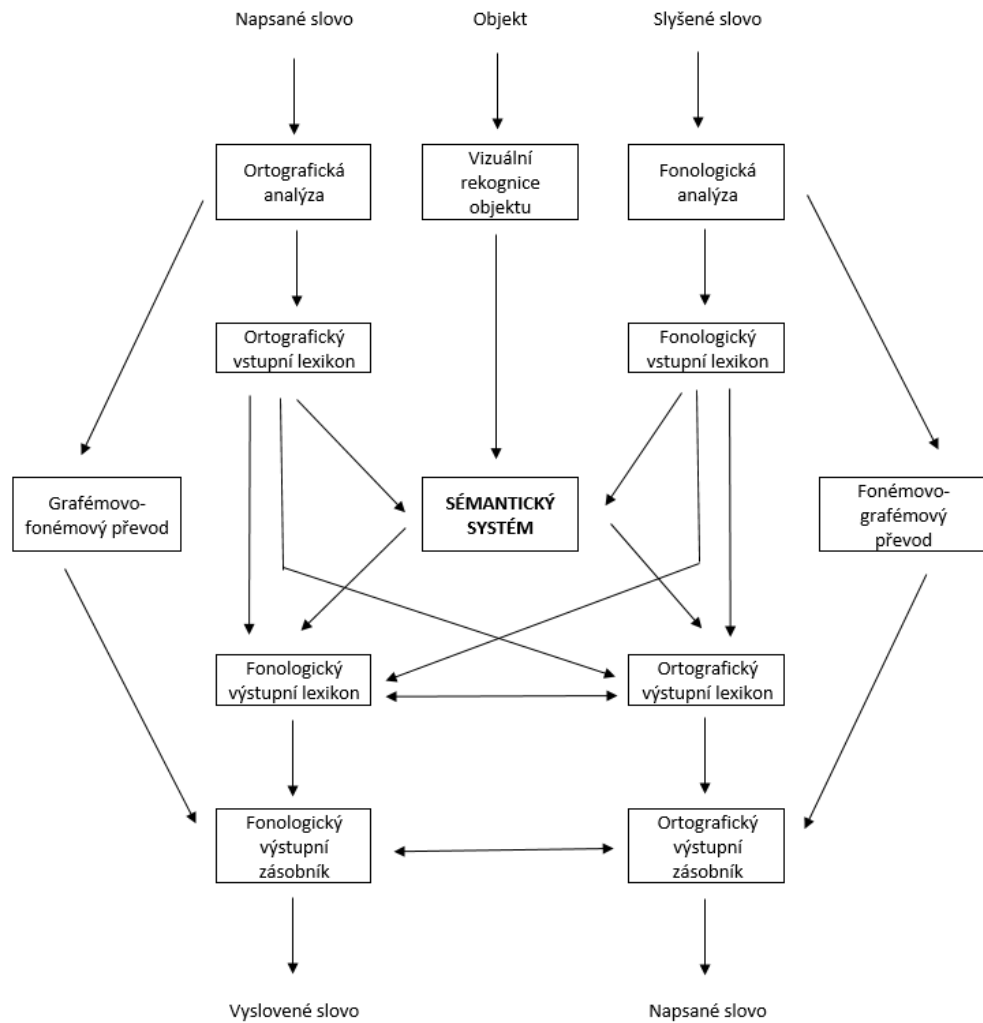 Napsané slovo
Objekt
Slyšené slovo
Ortografická
analýza
Vizuální
rekognice
objektu
Fonologická
analýza
Ortografický
vstupní lexikon
Fonologický
vstupní lexikon
Grafémovo-
fonémový převod
SÉMANTICKÝ
SYSTÉM
Fonémovo-
grafémový
převod
Fonologický
výstupní lexikon
Ortografický
výstupní lexikon
Fonologický
výstupní
zásobník
Ortografický
výstupní
zásobník
Vyslovené slovo
Napsané slovo